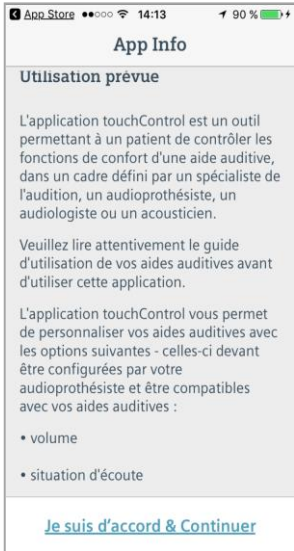 App Store 14:13 90 %
App Info
Utilisation prévue
L'application touchControl est un outil
permettant à un patient de contrôler les
fonctions de confort d'une aide auditive,
dans un cadre défini par un spécialiste de
l'audition, un audioprothésiste, un
audiologiste ou un acousticien.
Veuillez lire attentivement le guide
d'utilisation de vos aides auditives avant
d'utiliser cette application.
L'application touchControl vous permet
de personnaliser vos aides auditives avec
les options suivantes - celles-ci devant
être configurées par votre
audioprothésiste et être compatibles
avec vos aides auditives :
• volume
• situation d'écoute
Je suis d'accord & Continuer